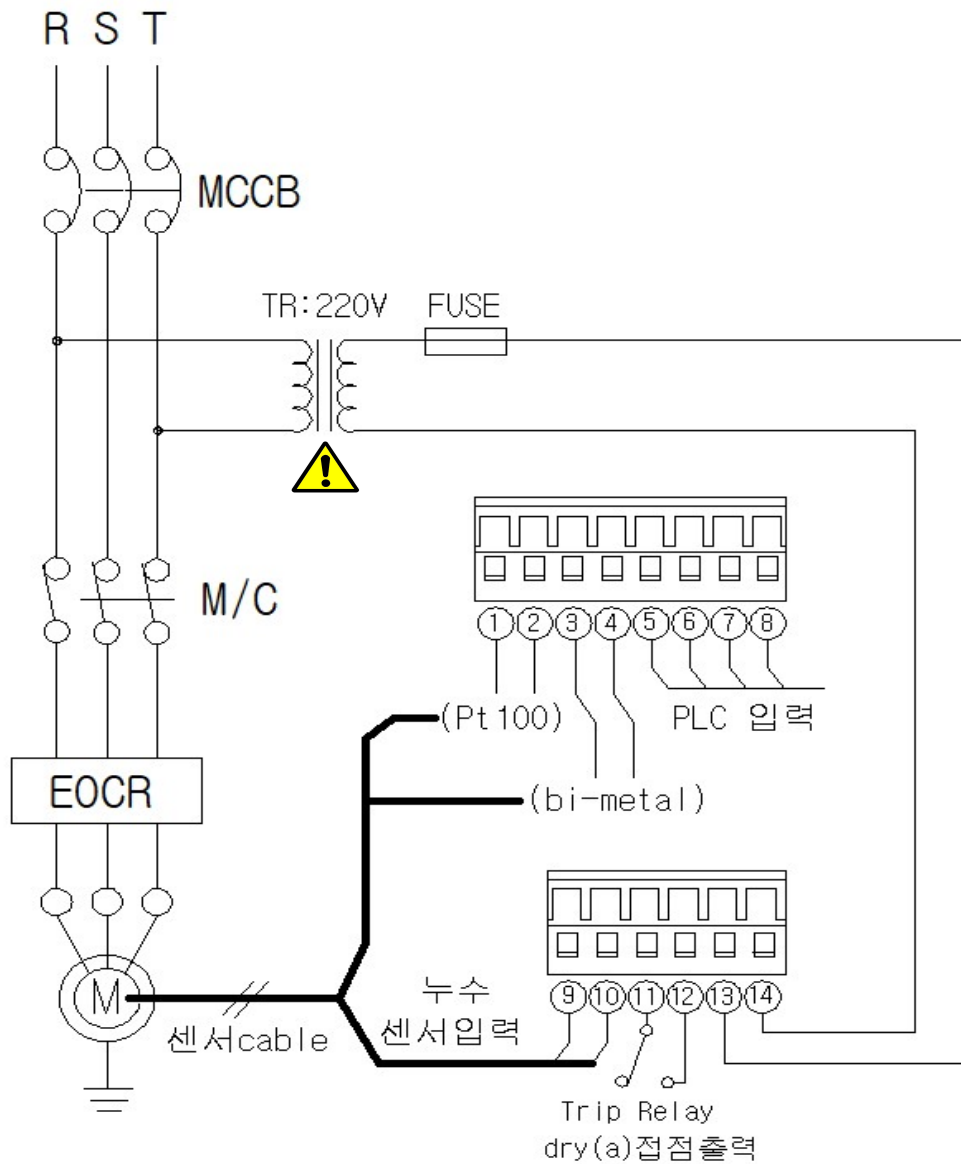 R S T
MCCB
TR:220V FUSE
M/C
① ② ③ ④ ⑤ ⑥ ⑦ ⑧
(Pt100) PLC 입력
EOCR
(bi-metal)
M
누수
센서입력
센서cable
⑨ ⑩ ⑪ ⑫ ⑬ ⑭
Trip Relay
dry(a)접점출력